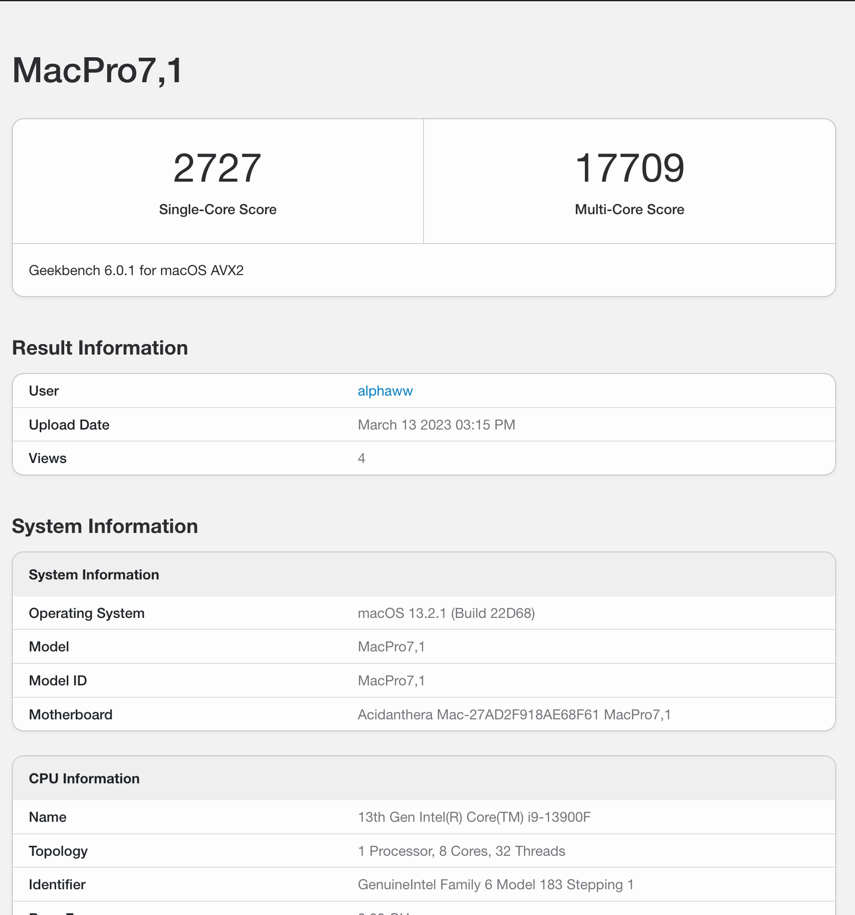 MacPro7,1
2727
17709
Single-Core Score
Multi-Core Score
Geekbench 6.0.1 for macOS AVX2
Result Information
User alphaww
Upload Date March 13 2023 03:15 PM
Views 4
System Information
System Information
Operating System macOS 13.2.1 (Build 22D68)
Model MacPro7,1
Model ID MacPro7,1
Motherboard Acidanthera Mac-27AD2F918AE68F61 MacPro7,1
CPU Information
Name 13th Gen Intel(R) Core(TM) i9-13900F
Topology 1 Processor, 8 Cores, 32 Threads
Identifier GenuineIntel Family 6 Model 183 Stepping 1